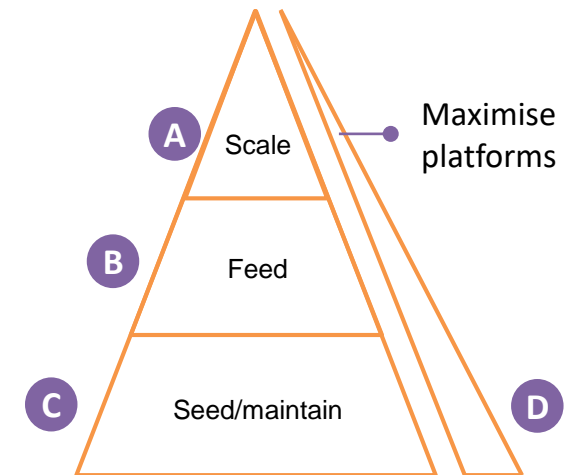 A
Scale
Maximise
platforms
B
Feed
C
Seed/maintain
D